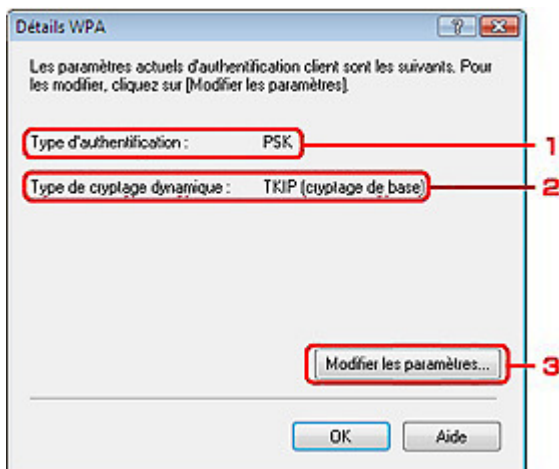 Détails WPA
Les paramètres actuels d'authentification client sont les suivants. Pour
les modifier, cliquez sur [Modifier les paramètres].
Type d'authentification : PSK 1
Type de cryptage dynamique : TKIP (cryptage de base) 2
Modifier les paramètres... 3
OK Aide